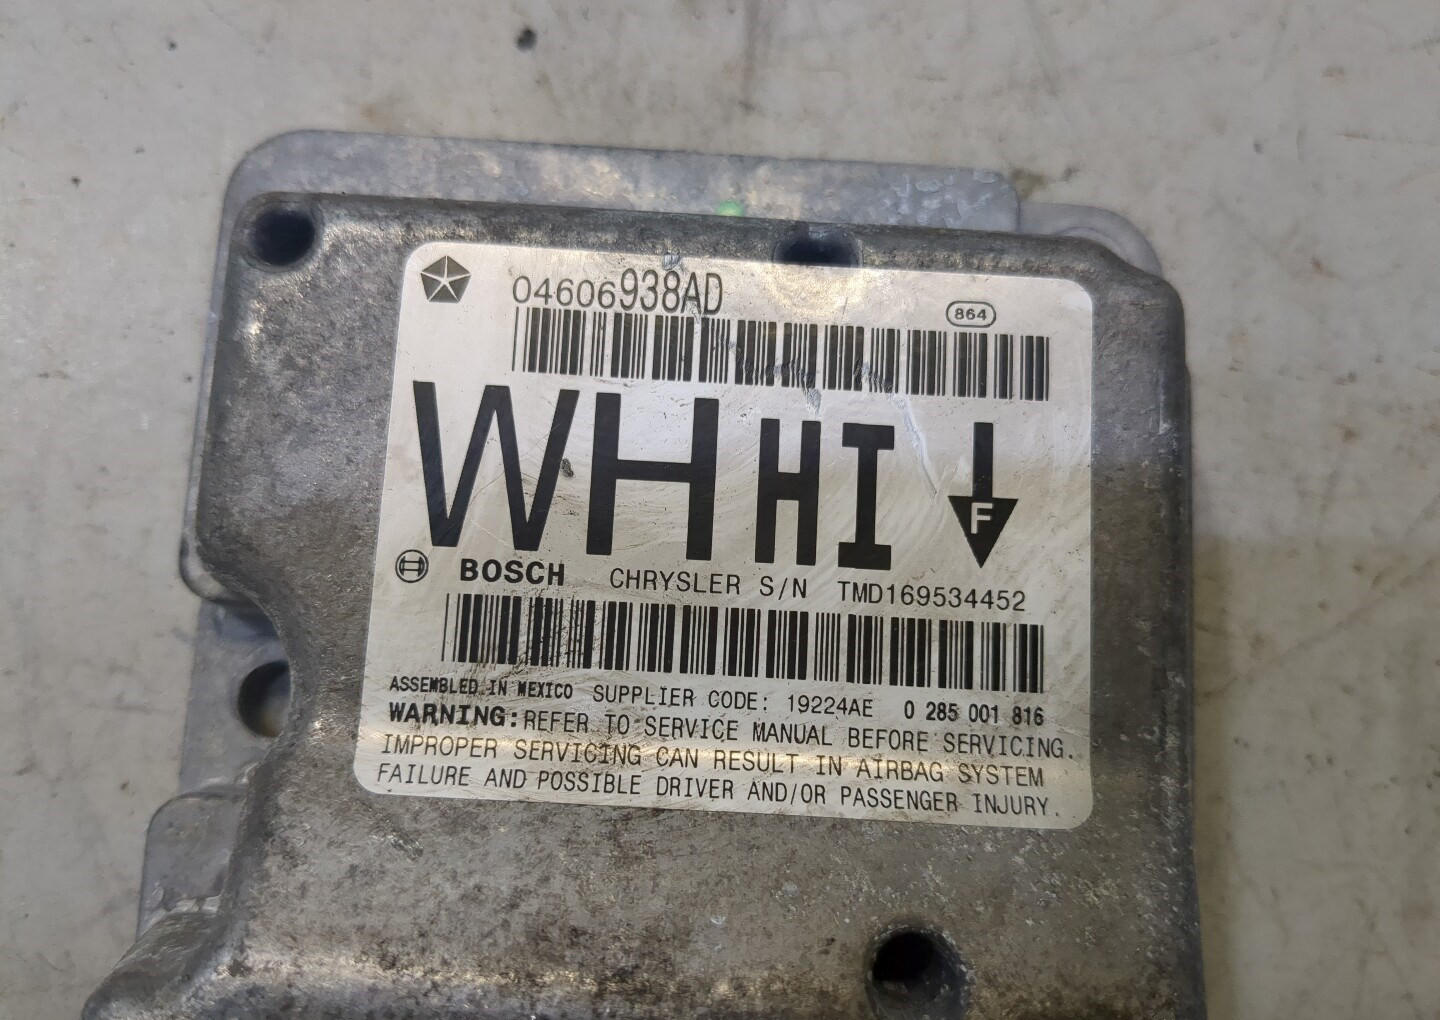 04606938AD
864
WH HI
F
BOSCH CHRYSLER S/N TMD169534452
ASSEMBLED IN MEXICO SUPPLIER CODE: 19224AE 0 285 001 816
WARNING: REFER TO SERVICE MANUAL BEFORE SERVICING.
IMPROPER SERVICING CAN RESULT IN AIRBAG SYSTEM
FAILURE AND POSSIBLE DRIVER AND/OR PASSENGER INJURY.